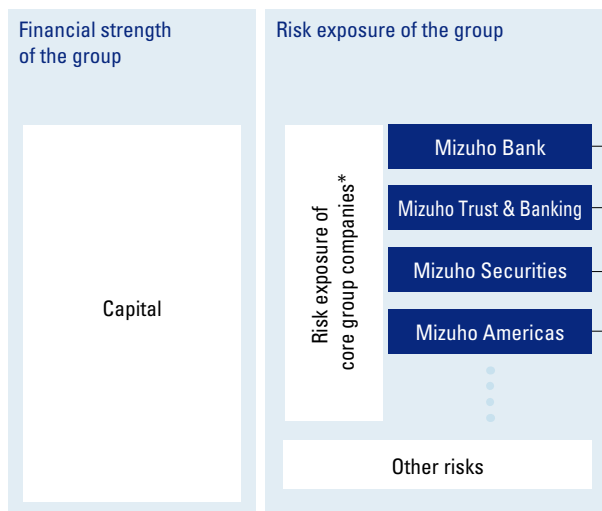 Financial strength
of the group
Capital
Risk exposure of the group
Risk exposure of
core group companies*
Mizuho Bank
Mizuho Trust & Banking
Mizuho Securities
Mizuho Americas
Other risks